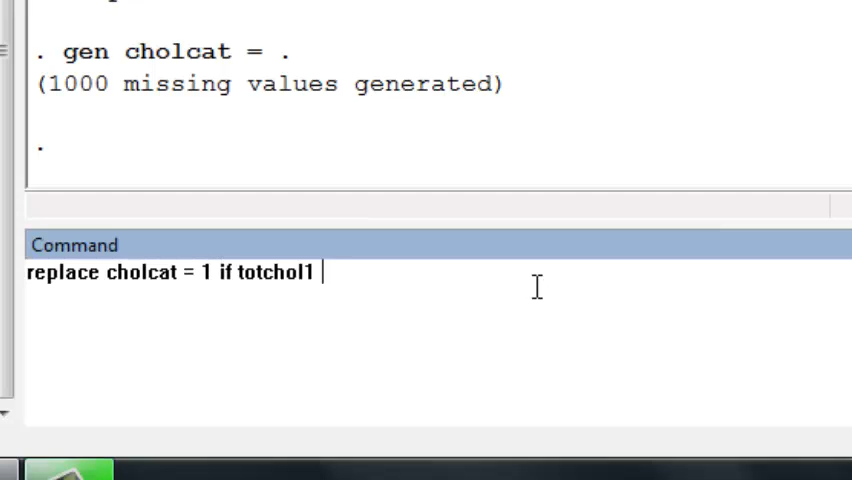 . gen cholcat = .
(1000 missing values generated)
.
Command
replace cholcat = 1 if totchol1